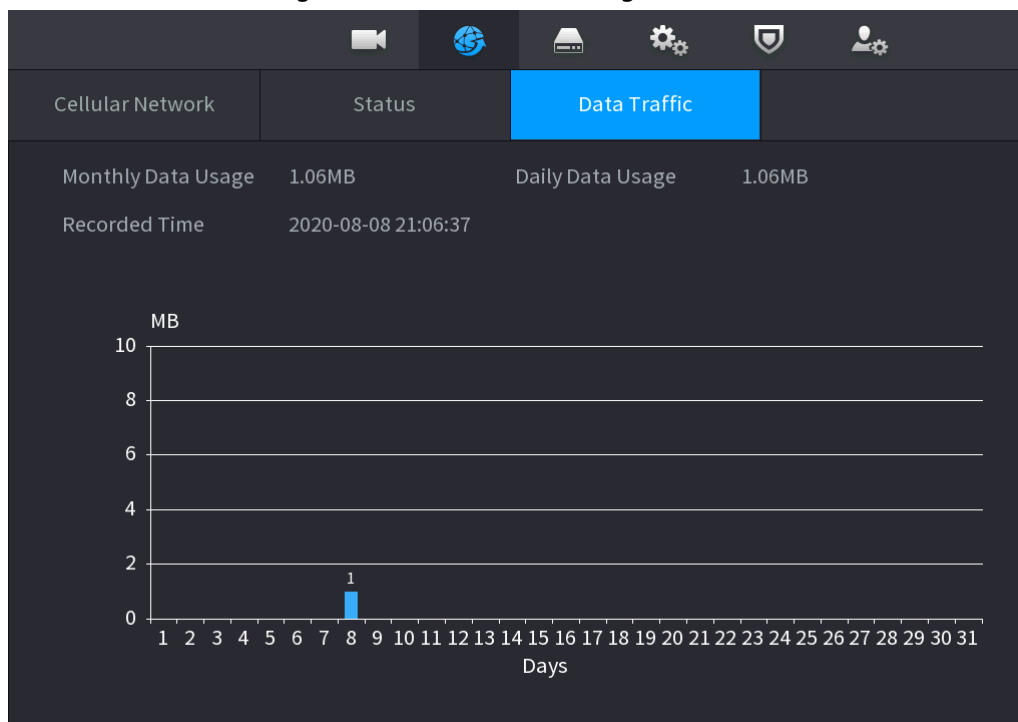 Cellular Network Status Data Traffic
Monthly Data Usage 1.06MB Daily Data Usage 1.06MB
Recorded Time 2020-08-08 21:06:37
MB
10
8
6
4
2
1
0
1 2 3 4 5 6 7 8 9 10 11 12 13 14 15 16 17 18 19 20 21 22 23 24 25 26 27 28 29 30 31
Days